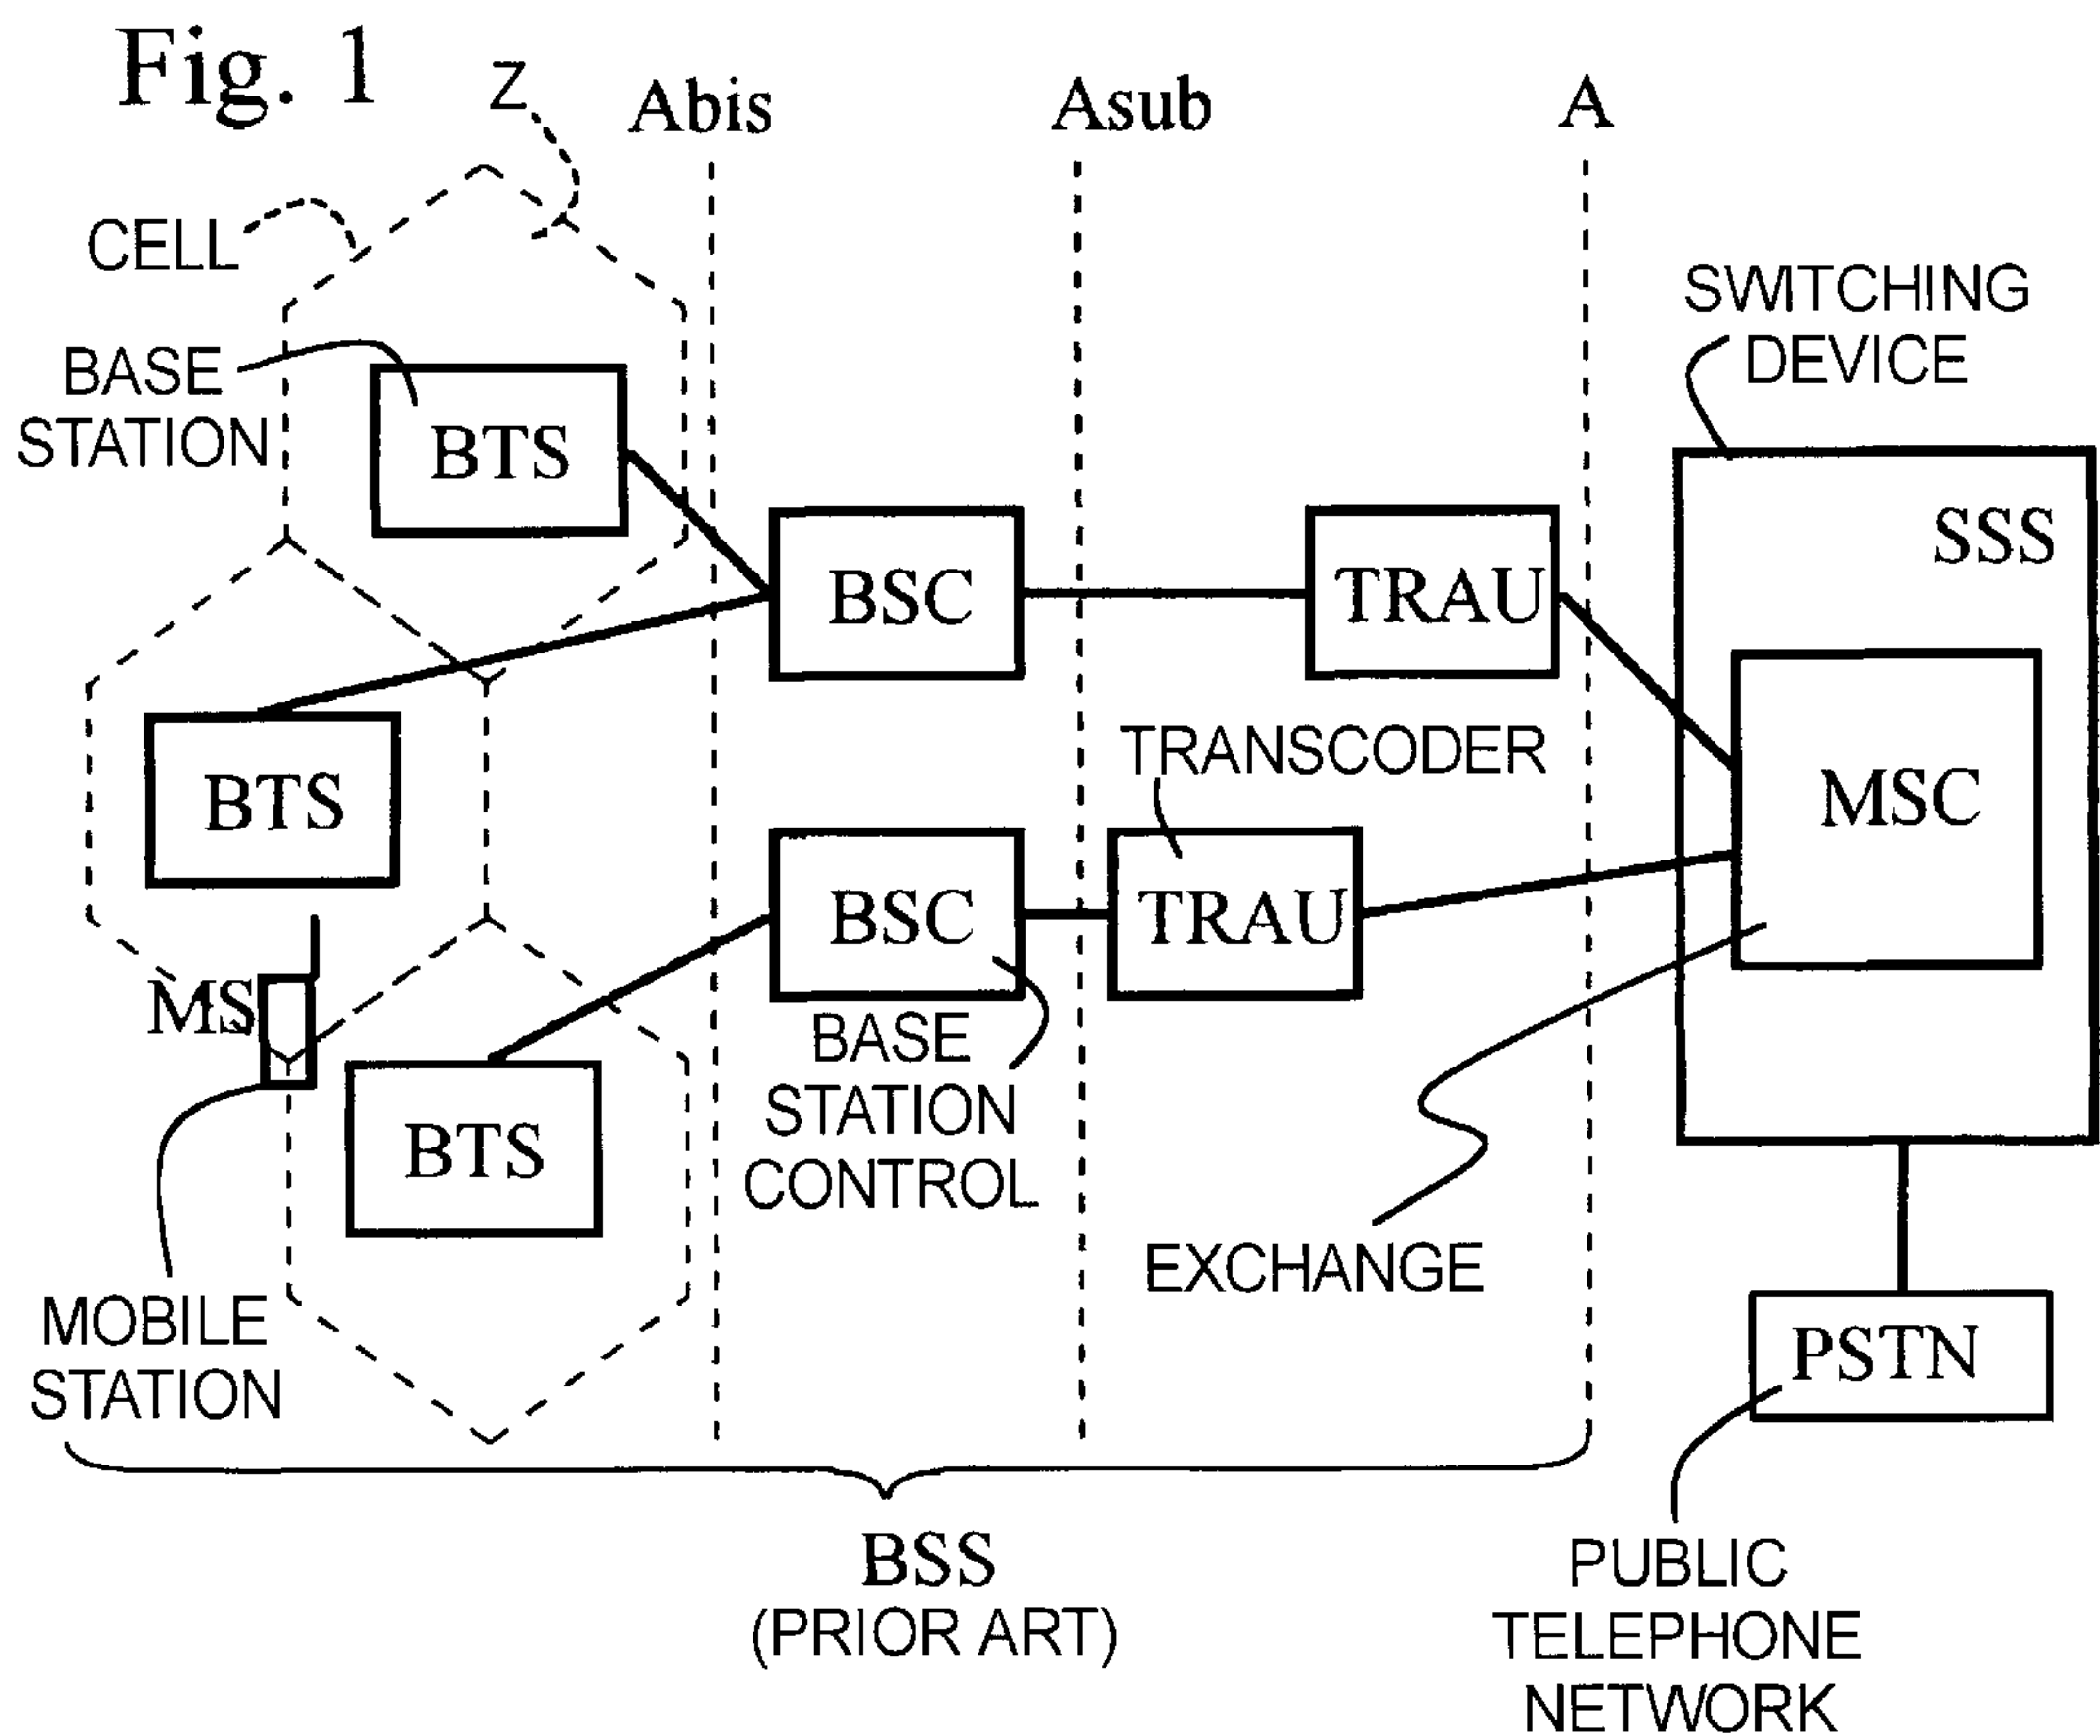 Fig. 1
Z
Abis
Asub
A
CELL
SWITCHING
DEVICE
BASE
STATION
BTS
SSS
BSC
TRAU
TRANSCODER
MSC
BTS
BSC
TRAU
MS
BASE
STATION
CONTROL
BTS
EXCHANGE
MOBILE
STATION
PSTN
BSS
(PRIOR ART)
PUBLIC
TELEPHONE
NETWORK